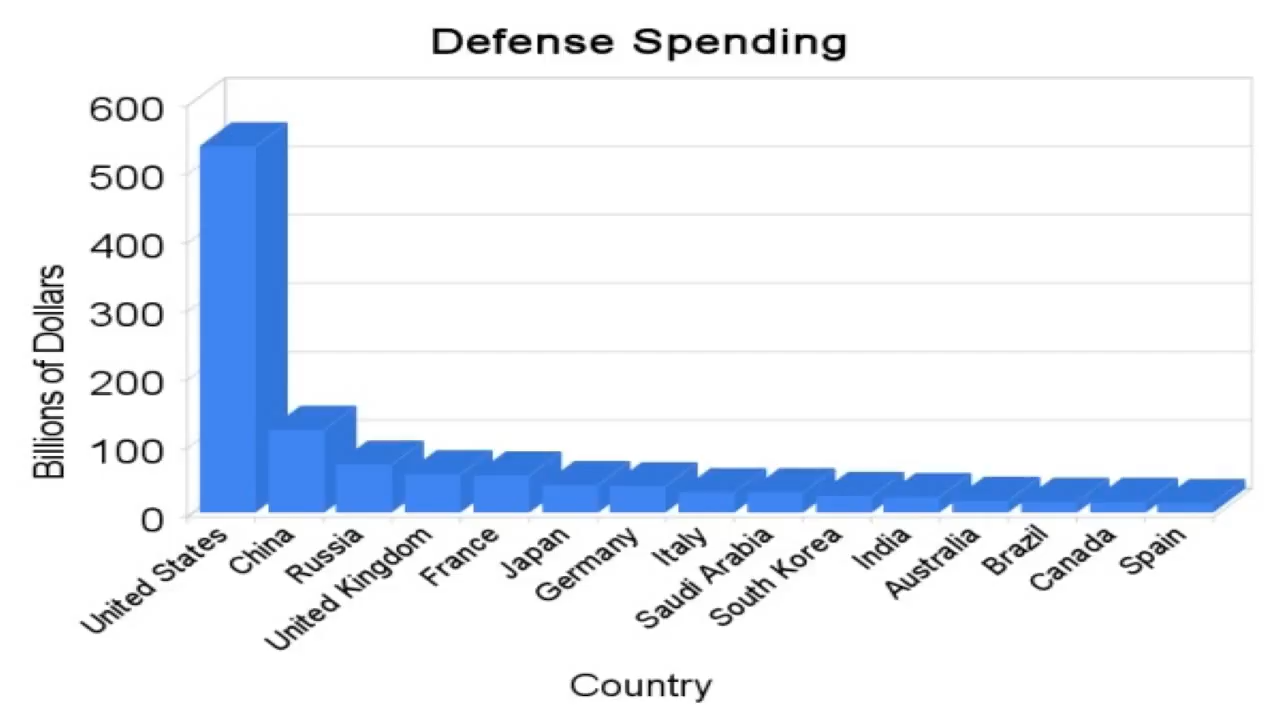 Defense Spending
600
500
400
300
200
100
0
Billions of Dollars
United States
China
Russia
United Kingdom
France
Japan
Germany
Italy
Saudi Arabia
South Korea
India
Australia
Brazil
Canada
Spain
Country